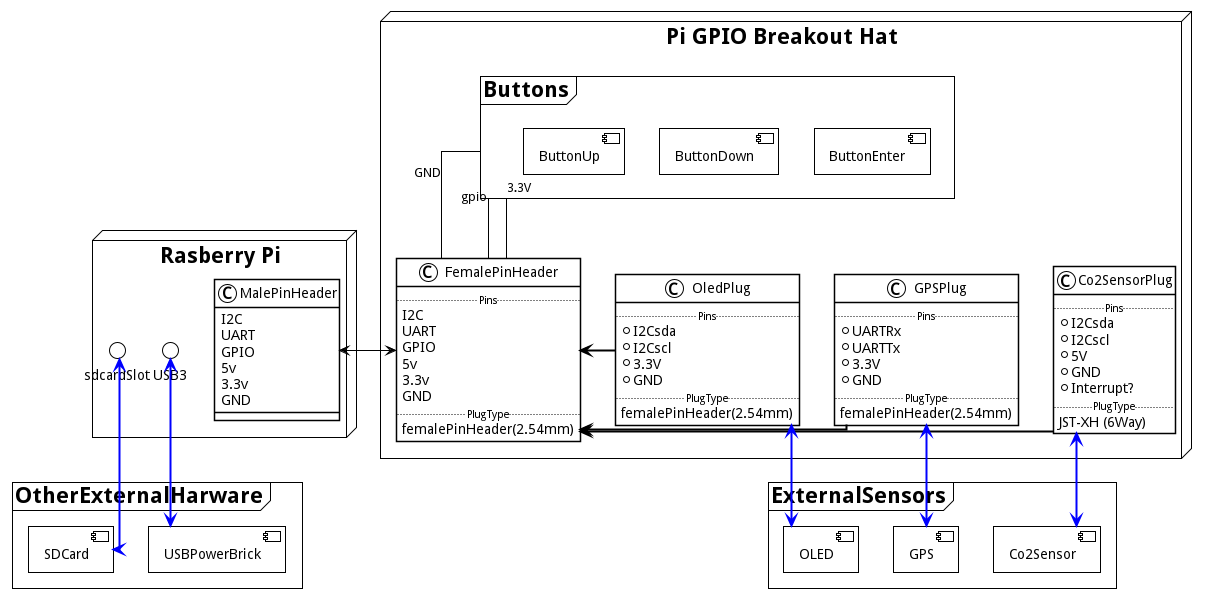 Pi GPIO Breakout Hat
Buttons
ButtonUp
ButtonDown
ButtonEnter
GND
gpio
3.3V
Rasberry Pi
C MalePinHeader
I2C
UART
GPIO
5v
3.3v
GND
sdcardSlot
USB3
C FemalePinHeader
Pins
I2C
UART
GPIO
5v
3.3v
GND
PlugType
femalePinHeader(2.54mm)
C OledPlug
Pins
I2Csda
I2Cscl
3.3V
GND
PlugType
femalePinHeader(2.54mm)
C GPSPlug
Pins
UARTRx
UARTTx
3.3V
GND
PlugType
femalePinHeader(2.54mm)
C Co2SensorPlug
Pins
I2Csda
I2Cscl
5V
GND
Interrupt?
PlugType
JST-XH (6Way)
OtherExternalHarware
SDCard
USBPowerBrick
ExternalSensors
OLED
GPS
Co2Sensor